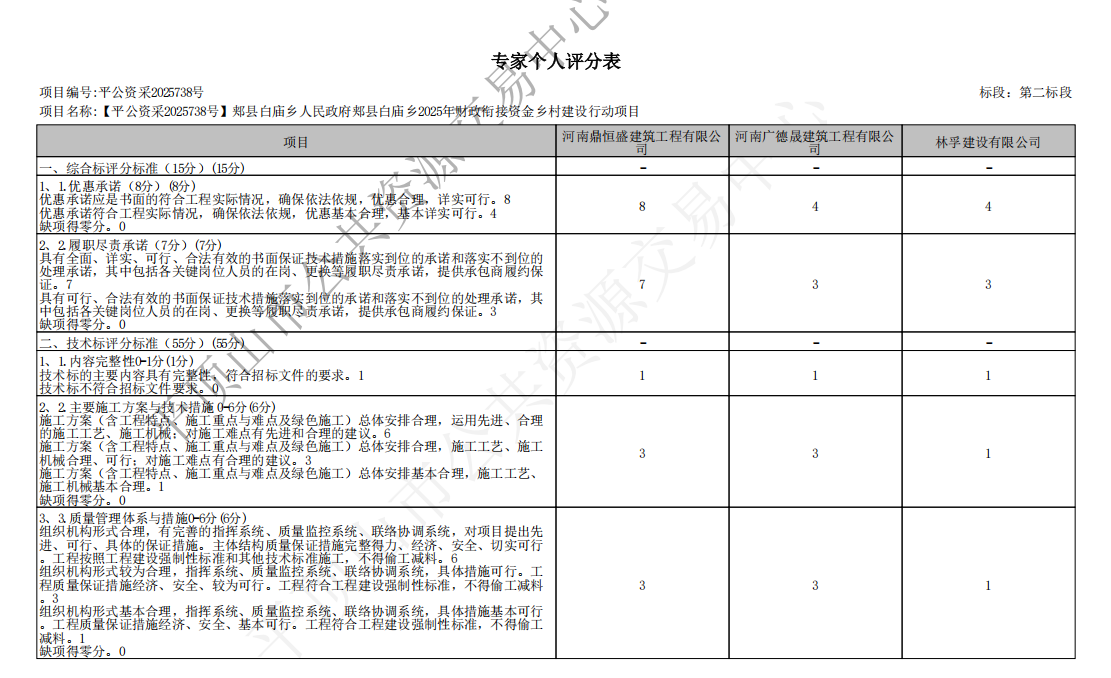 专家个人评分表
项目编号:平公资采2025738号
标段：第二标段
项目名称:【平公资采2025738号】郏县白庙乡人民政府郏县白庙乡2025年财政衔接资金乡村建设行动项目
项目
河南鼎恒盛建筑工程有限公
司
河南广德晟建筑工程有限公
司
林孚建设有限公司
一、综合标评分标准（15分）(15分)
－
－
－
1、1.优惠承诺（8分）(8分)
优惠承诺应是书面的符合工程实际情况，确保依法依规，优惠合理，详实可行。8
优惠承诺符合工程实际情况，确保依法依规，优惠基本合理，基本详实可行。4
缺项得零分。0
8
4
4
2、2.履职尽责承诺（7分）(7分)
具有全面、详实、可行、合法有效的书面保证技术措施落实到位的承诺和落实不到位的
处理承诺，其中包括各关键岗位人员的在岗、更换等履职尽责承诺，提供承包商履约保
证。7
具有可行、合法有效的书面保证技术措施落实到位的承诺和落实不到位的处理承诺，其
中包括各关键岗位人员的在岗、更换等履职尽责承诺，提供承包商履约保证。3
缺项得零分。0
7
3
3
二、技术标评分标准（55分）(55分)
－
－
－
1、1.内容完整性0-1分(1分)
技术标的主要内容具有完整性，符合招标文件的要求。1
技术标不符合招标文件要求。0
1
1
1
2、2.主要施工方案与技术措施 0-6分(6分)
施工方案（含工程特点、施工重点与难点及绿色施工）总体安排合理，运用先进、合理
的施工工艺、施工机械；对施工难点有先进和合理的建议。6
施工方案（含工程特点、施工重点与难点及绿色施工）总体安排合理，施工工艺、施工
机械合理、可行；对施工难点有合理的建议。3
施工方案（含工程特点、施工重点与难点及绿色施工）总体安排基本合理，施工工艺、
施工机械基本合理。1
缺项得零分。0
3
3
1
3、3.质量管理体系与措施0-6分(6分)
组织机构形式合理，有完善的指挥系统、质量监控系统、联络协调系统，对项目提出先
进、可行、具体的保证措施。主体结构质量保证措施完整得力、经济、安全、切实可行
。工程按照工程建设强制性标准和其他技术标准施工，不得偷工减料。6
组织机构形式较为合理，指挥系统、质量监控系统、联络协调系统，具体措施可行。工
程质量保证措施经济、安全、较为可行。工程符合工程建设强制性标准，不得偷工减料
。3
组织机构形式基本合理，指挥系统、质量监控系统、联络协调系统，具体措施基本可行
。工程质量保证措施经济、安全、基本可行。工程符合工程建设强制性标准，不得偷工
减料。1
缺项得零分。0
3
3
1
平顶山市公共资源交易中心
平顶山市公共资源交易中心